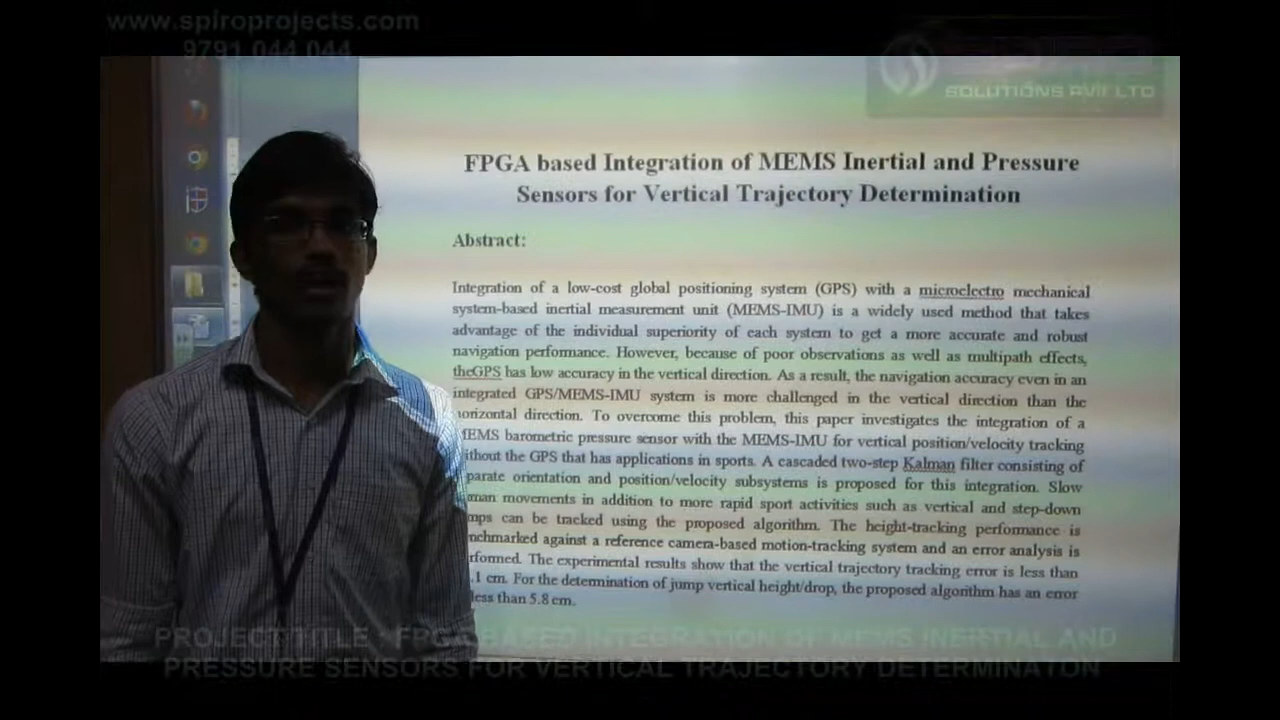 www.spiroprojects.com
9791 044 044
SOLUTIONS PVT LTD
FPGA based Integration of MEMS Inertial and Pressure
Sensors for Vertical Trajectory Determination
Abstract:
Integration of a low-cost global positioning system (GPS) with a microelectro mechanical
system-based inertial measurement unit (MEMS-IMU) is a widely used method that takes
advantage of the individual superiority of each system to get a more accurate and robust
navigation performance. However, because of poor observations as well as multipath effects,
theGPS has low accuracy in the vertical direction. As a result, the navigation accuracy even in an
integrated GPS/MEMS-IMU system is more challenged in the vertical direction than the
horizontal direction. To overcome this problem, this paper investigates the integration of a
MEMS barometric pressure sensor with the MEMS-IMU for vertical position/velocity tracking
ithout the GPS that has applications in sports. A cascaded two-step Kalman filter consisting of
parate orientation and position/velocity subsystems is proposed for this integration. Slow
man movements in addition to more rapid sport activities such as vertical and step-down
mps can be tracked using the proposed algorithm. The height-tracking performance is
nchmarked against a reference camera-based motion-tracking system and an error analysis is
rformed. The experimental results show that the vertical trajectory tracking error is less than
.1 cm. For the determination of jump vertical height/drop, the proposed algorithm has an error
less than 5.8 cm.
PROJECT TITLE : FPGA BASED INTEGRATION OF MEMS INERTIAL AND
PRESSURE SENSORS FOR VERTICAL TRAJECTORY DETERMINATON